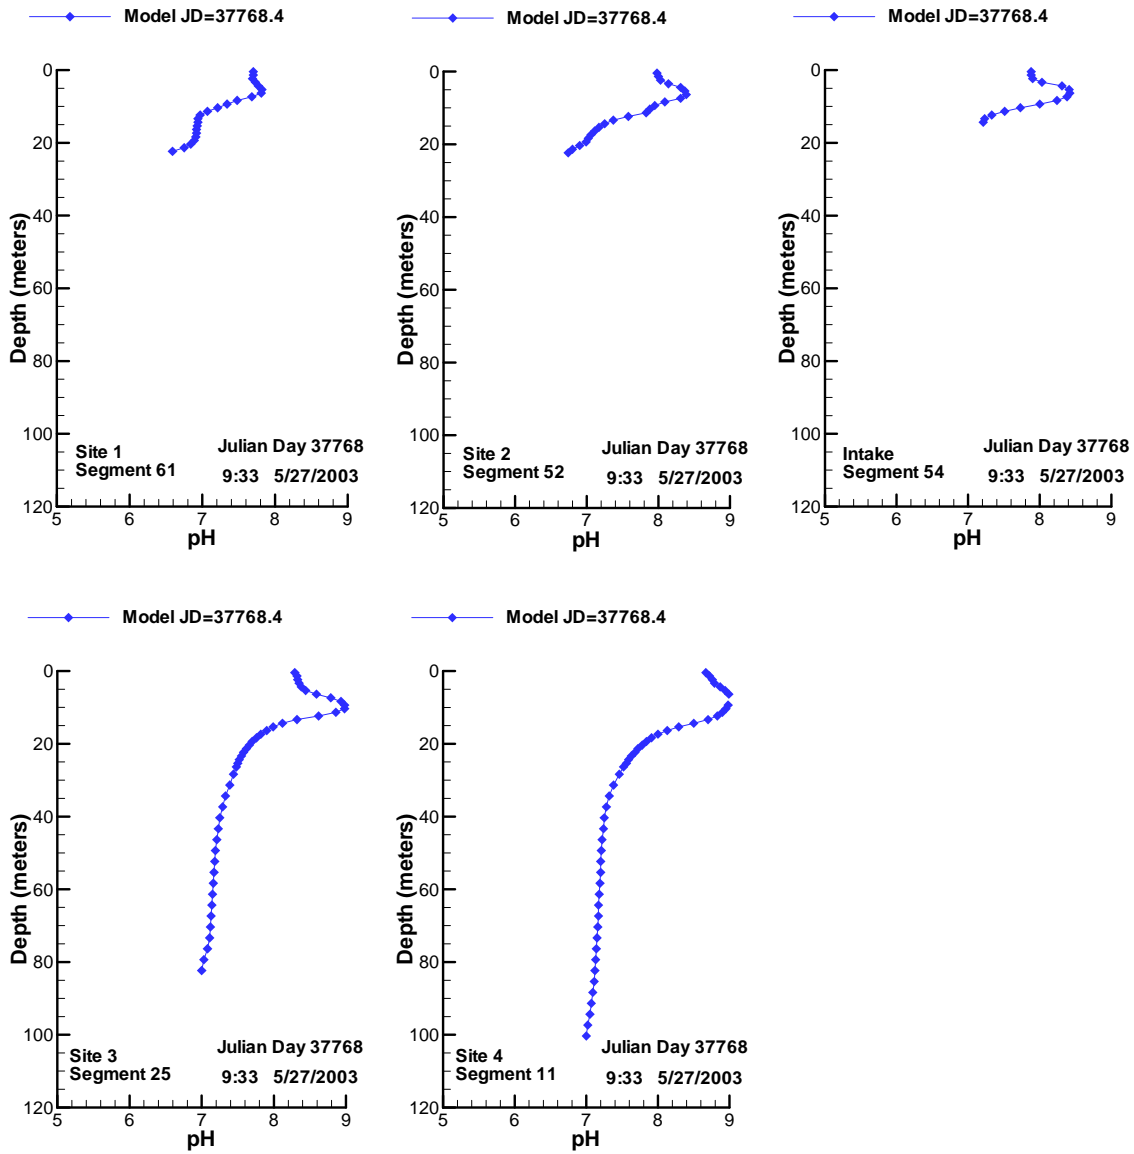 Model JD=37768.4
0
20
40
60
80
100
120
Depth (meters)
Site 1
Segment 61
Julian Day 37768
9:33 5/27/2003
5 6 7 8 9
pH
Model JD=37768.4
0
20
40
60
80
100
120
Depth (meters)
Site 2
Segment 52
Julian Day 37768
9:33 5/27/2003
5 6 7 8 9
pH
Model JD=37768.4
0
20
40
60
80
100
120
Depth (meters)
Intake
Segment 54
Julian Day 37768
9:33 5/27/2003
5 6 7 8 9
pH
Model JD=37768.4
0
20
40
60
80
100
120
Depth (meters)
Site 3
Segment 25
Julian Day 37768
9:33 5/27/2003
5 6 7 8 9
pH
Model JD=37768.4
0
20
40
60
80
100
120
Depth (meters)
Site 4
Segment 11
Julian Day 37768
9:33 5/27/2003
5 6 7 8 9
pH